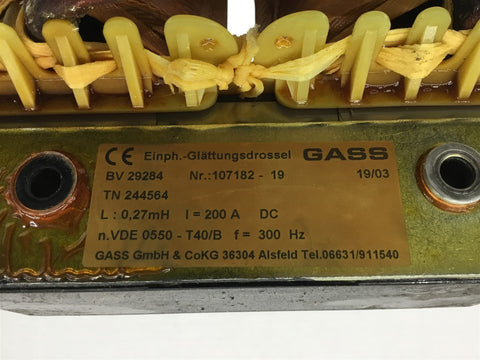 CE Einph.-Glättungsdrossel GASS
BV 29284 Nr.:107182 - 19 19/03
TN 244564
L : 0,27mH I = 200 A DC
n.VDE 0550 - T40/B f = 300 Hz
GASS GmbH & CoKG 36304 Alsfeld Tel.06631/911540